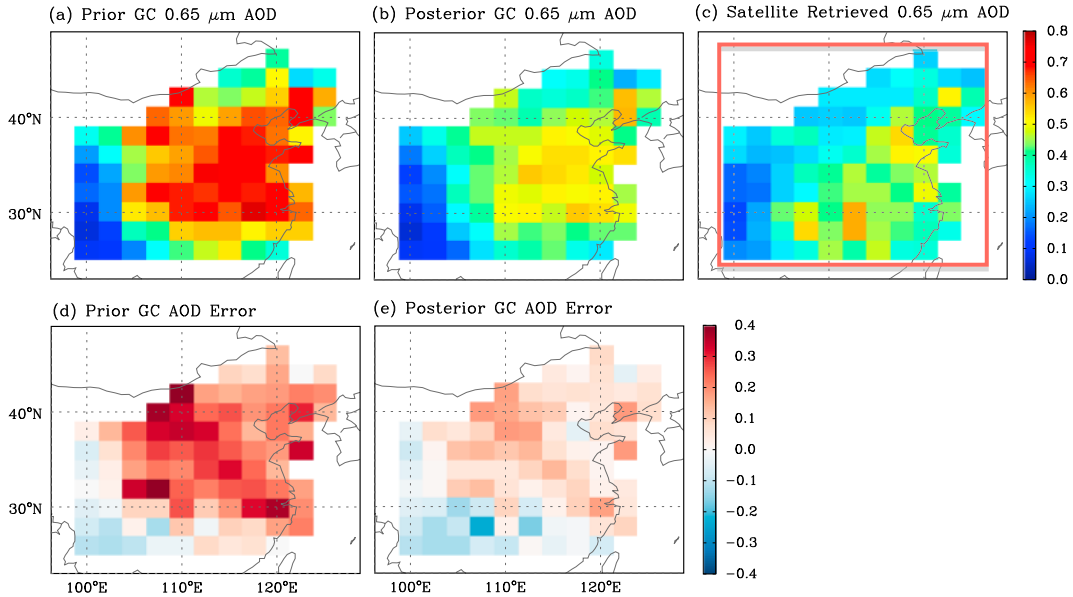 (a) Prior GC 0.65 μm AOD
(b) Posterior GC 0.65 μm AOD
(c) Satellite Retrieved 0.65 μm AOD
40°N
30°N
0.8
0.7
0.6
0.5
0.4
0.3
0.2
0.1
0.0
(d) Prior GC AOD Error
(e) Posterior GC AOD Error
40°N
30°N
100°E
110°E
120°E
100°E
110°E
120°E
0.4
0.3
0.2
0.1
0.0
−0.1
−0.2
−0.3
−0.4